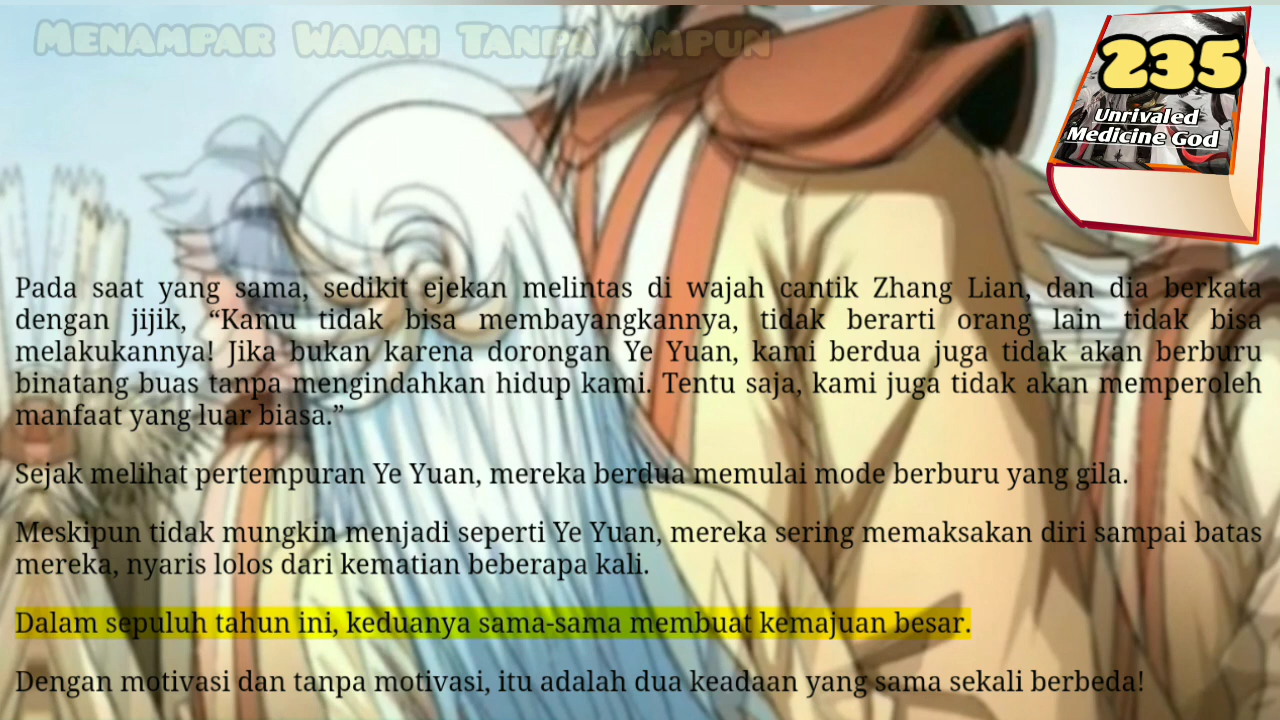 Menampar Wajah Tanpa Ampun
235
Unrivaled
Medicine God
Pada saat yang sama, sedikit ejekan melintas di wajah cantik Zhang Lian, dan dia berkata
dengan jijik, “Kamu tidak bisa membayangkannya, tidak berarti orang lain tidak bisa
melakukannya! Jika bukan karena dorongan Ye Yuan, kami berdua juga tidak akan berburu
binatang buas tanpa mengindahkan hidup kami. Tentu saja, kami juga tidak akan memperoleh
manfaat yang luar biasa.”
Sejak melihat pertempuran Ye Yuan, mereka berdua memulai mode berburu yang gila.
Meskipun tidak mungkin menjadi seperti Ye Yuan, mereka sering memaksakan diri sampai batas
mereka, nyaris lolos dari kematian beberapa kali.
Dalam sepuluh tahun ini, keduanya sama-sama membuat kemajuan besar.
Dengan motivasi dan tanpa motivasi, itu adalah dua keadaan yang sama sekali berbeda!